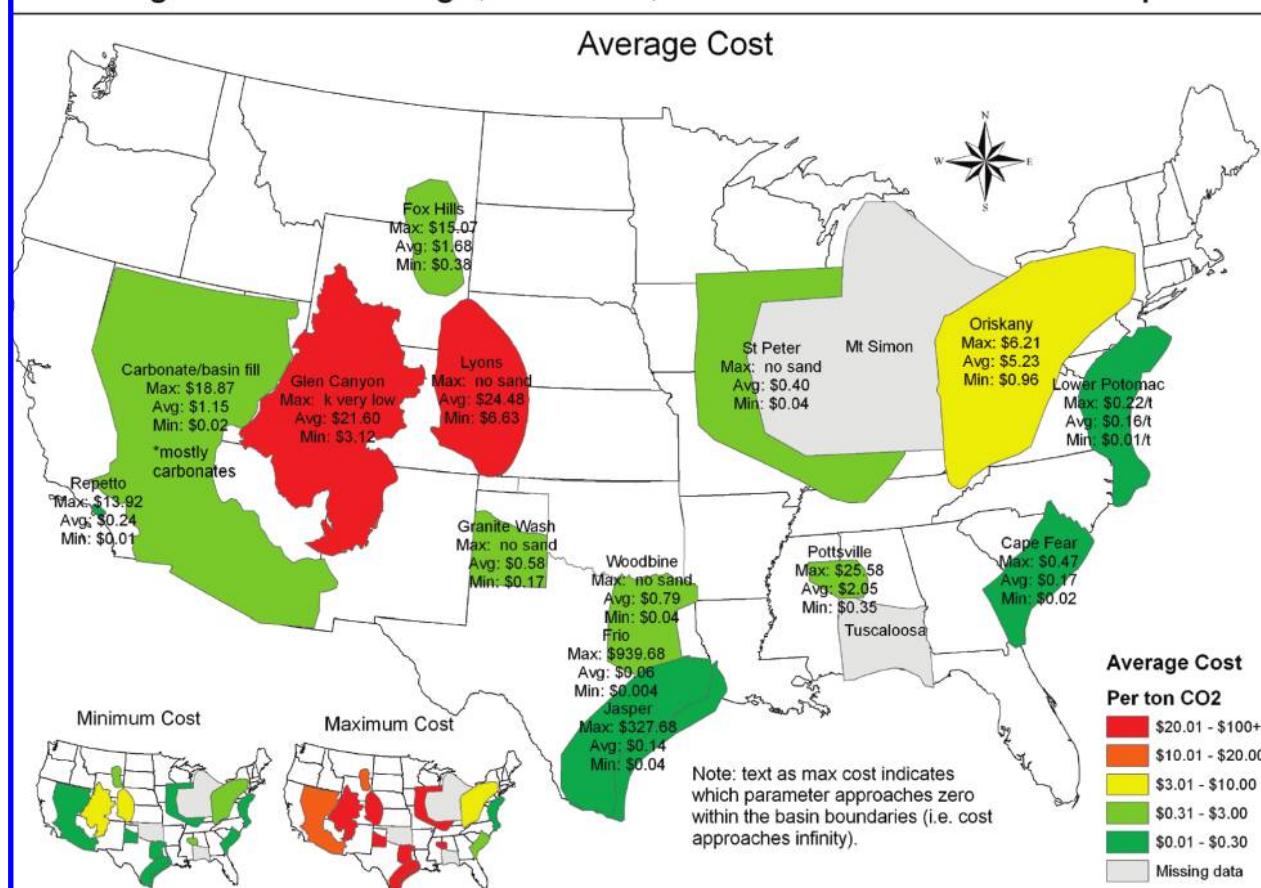 Average Cost
N
W
E
S
Fox Hills
Max: $15.07
Avg: $1.68
Min: $0.38
Carbonate/basin fill
Max: $18.87
Avg: $1.15
Min: $0.02
*mostly
carbonates
Glen Canyon
Max: k very low
Avg: $21.60
Min: $3.12
Lyons
Max: no sand
Avg: $24.48
Min: $6.63
St Peter
Max: no sand
Avg: $0.40
Min: $0.04
Mt Simon
Oriskany
Max: $6.21
Avg: $5.23
Min: $0.96
Lower Potomac
Max: $0.22/t
Avg: $0.16/t
Min: $0.01/t
Repetto
Max: $13.92
Avg: $0.24
Min: $0.01
Granite Wash
Max: no sand
Avg: $0.58
Min: $0.17
Woodbine
Max: no sand
Avg: $0.79
Min: $0.04
Frio
Max: $939.68
Avg: $0.06
Min: $0.004
Jasper
Max: $327.68
Avg: $0.14
Min: $0.04
Pottsville
Max: $25.58
Avg: $2.05
Min: $0.35
Tuscaloosa
Cape Fear
Max: $0.47
Avg: $0.17
Min: $0.02
Minimum Cost
Maximum Cost
Note: text as max cost indicates
which parameter approaches zero
within the basin boundaries (i.e. cost
approaches infinity).
Average Cost
Per ton CO2
$20.01 - $100+
$10.01 - $20.00
$3.01 - $10.00
$0.31 - $3.00
$0.01 - $0.30
Missing data